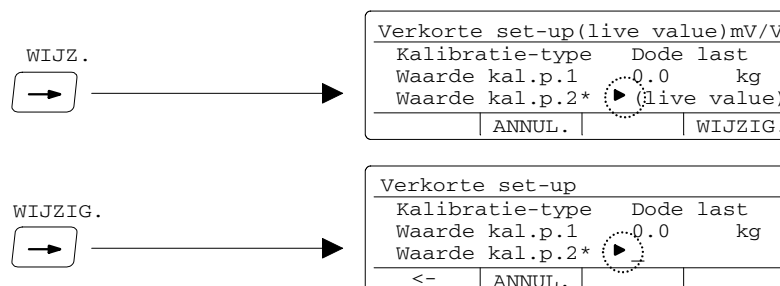 WIJZ.
Verkorte set-up(live value)mV/V
Kalibratie-type Dode last
Waarde kal.p.1 0.0 kg
Waarde kal.p.2* (live value)
ANNUL. WIJZIG.
WIJZIG.
Verkorte set-up
Kalibratie-type Dode last
Waarde kal.p.1 0.0 kg
Waarde kal.p.2* _
<- ANNUL.